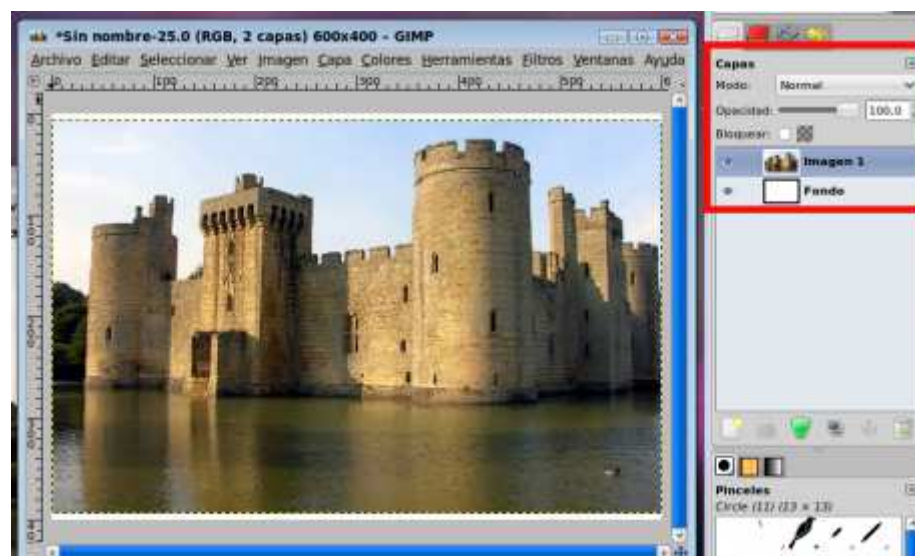 *Sin nombre-25.0 (RGB, 2 capas) 600x400 – GIMP
Archivo Editar Seleccionar Ver Imagen Capa Colores Herramientas Filtros Ventanas Ayuda
0 100 200 300 400 500 6
Capas
Modo: Normal
Opacidad: 100.0
Bloquear:
Imagen 1
Fondo
Pinceles
Circle (11) (13 × 13)